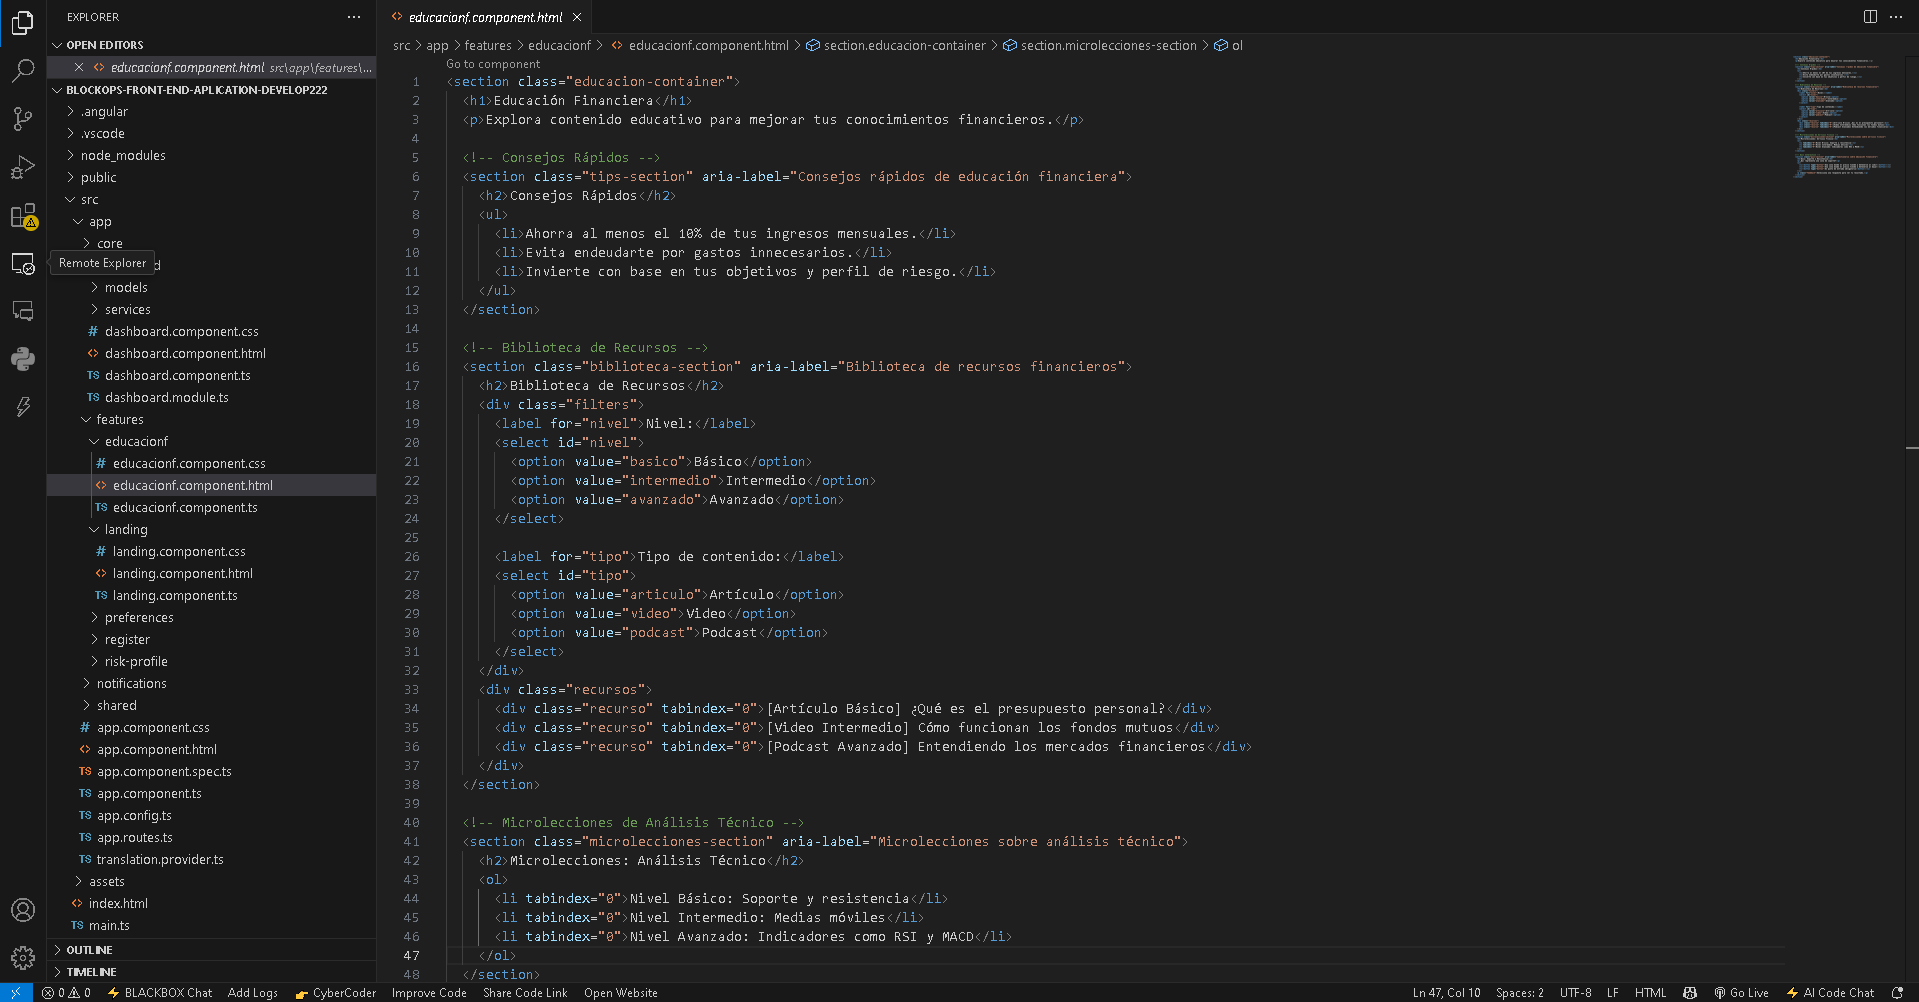 EXPLORER
OPEN EDITORS
educacionf.component.html src\app\features\...
BLOCKOPS-FRONT-END-APLICATION-DEVELOP222
.angular
.vscode
node_modules
public
src
app
core
Remote Explorer
d
models
services
dashboard.component.css
dashboard.component.html
TS dashboard.component.ts
TS dashboard.module.ts
features
educacionf
educacionf.component.css
educacionf.component.html
TS educacionf.component.ts
landing
landing.component.css
landing.component.html
TS landing.component.ts
preferences
register
risk-profile
notifications
shared
app.component.css
app.component.html
TS app.component.spec.ts
TS app.component.ts
TS app.config.ts
TS app.routes.ts
TS translation.provider.ts
assets
index.html
TS main.ts
OUTLINE
TIMELINE
educacionf.component.html
src > app > features > educacionf > educacionf.component.html > section.educacion-container > section.microlecciones-section > ol
Go to component
1 <section class="educacion-container">
2 <h1>Educación Financiera</h1>
3 <p>Explora contenido educativo para mejorar tus conocimientos financieros.</p>
4
5 <!-- Consejos Rápidos -->
6 <section class="tips-section" aria-label="Consejos rápidos de educación financiera">
7 <h2>Consejos Rápidos</h2>
8 <ul>
9 <li>Ahorra al menos el 10% de tus ingresos mensuales.</li>
10 <li>Evita endeudarte por gastos innecesarios.</li>
11 <li>Invierte con base en tus objetivos y perfil de riesgo.</li>
12 </ul>
13 </section>
14
15 <!-- Biblioteca de Recursos -->
16 <section class="biblioteca-section" aria-label="Biblioteca de recursos financieros">
17 <h2>Biblioteca de Recursos</h2>
18 <div class="filters">
19 <label for="nivel">Nivel:</label>
20 <select id="nivel">
21 <option value="basico">Básico</option>
22 <option value="intermedio">Intermedio</option>
23 <option value="avanzado">Avanzado</option>
24 </select>
25
26 <label for="tipo">Tipo de contenido:</label>
27 <select id="tipo">
28 <option value="articulo">Artículo</option>
29 <option value="video">Video</option>
30 <option value="podcast">Podcast</option>
31 </select>
32 </div>
33 <div class="recursos">
34 <div class="recurso" tabindex="0">[Artículo Básico] ¿Qué es el presupuesto personal?</div>
35 <div class="recurso" tabindex="0">[Video Intermedio] Cómo funcionan los fondos mutuos</div>
36 <div class="recurso" tabindex="0">[Podcast Avanzado] Entendiendo los mercados financieros</div>
37 </div>
38 </section>
39
40 <!-- Microlecciones de Análisis Técnico -->
41 <section class="microlecciones-section" aria-label="Microlecciones sobre análisis técnico">
42 <h2>Microlecciones: Análisis Técnico</h2>
43 <ol>
44 <li tabindex="0">Nivel Básico: Soporte y resistencia</li>
45 <li tabindex="0">Nivel Intermedio: Medias móviles</li>
46 <li tabindex="0">Nivel Avanzado: Indicadores como RSI y MACD</li>
47 </ol>
48 </section>
0 0 BLACKBOX Chat Add Logs CyberCoder Improve Code Share Code Link Open Website Ln 47, Col 10 Spaces: 2 UTF-8 LF HTML Go Live AI Code Chat